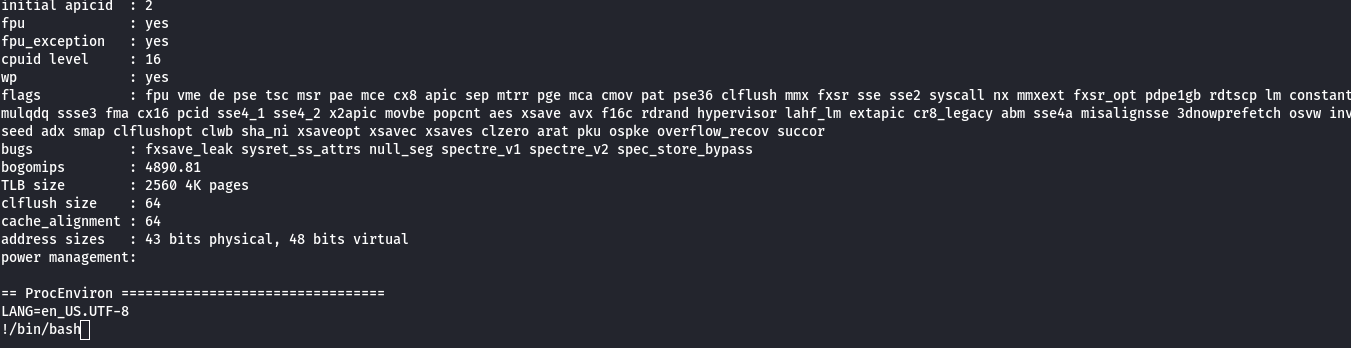 initial apicid  : 2
fpu             : yes
fpu_exception   : yes
cpuid level     : 16
wp              : yes
flags           : fpu vme de pse tsc msr pae mce cx8 apic sep mtrr pge mca cmov pat pse36 clflush mmx fxsr sse sse2 syscall nx mmxext fxsr_opt pdpe1gb rdtscp lm constant
mulqdq ssse3 fma cx16 pcid sse4_1 sse4_2 x2apic movbe popcnt aes xsave avx f16c rdrand hypervisor lahf_lm extapic cr8_legacy abm sse4a misalignsse 3dnowprefetch osvw inv
seed adx smap clflushopt clwb sha_ni xsaveopt xsavec xsaves clzero arat pku ospke overflow_recov succor
bugs            : fxsave_leak sysret_ss_attrs null_seg spectre_v1 spectre_v2 spec_store_bypass
bogomips        : 4890.81
TLB size        : 2560 4K pages
clflush size    : 64
cache_alignment : 64
address sizes   : 43 bits physical, 48 bits virtual
power management:
== ProcEnviron =================================
LANG=en_US.UTF-8
!/bin/bash